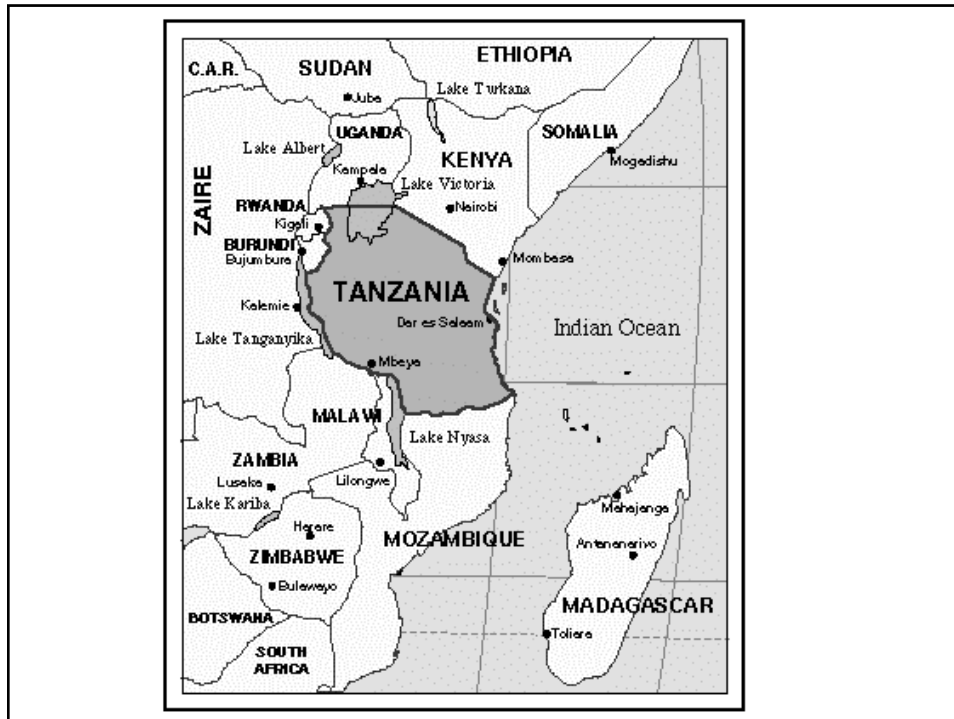 ETHIOPIA
C.A.R.
SUDAN
Lake Turkana
Juba
UGANDA
SOMALIA
Lake Albert
KENYA
Mogadishu
Kampala
Lake Victoria
ZAIRE
RWANDA
Nairobi
Kigali
BURUNDI
Bujumbura
Mombasa
TANZANIA
Kalemie
Dar es Salaam
Indian Ocean
Lake Tanganyika
Mbeya
MALAWI
Lake Nyasa
ZAMBIA
Lusaka
Lilongwe
Lake Kariba
Mahajanga
Harare
MOZAMBIQUE
Antananarivo
ZIMBABWE
Bulawayo
MADAGASCAR
BOTSWANA
Toliara
SOUTH
AFRICA